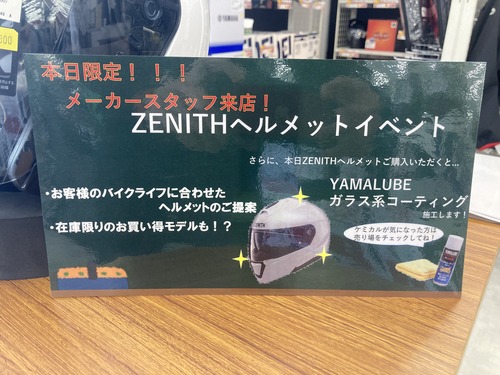 本日限定！！！
メーカースタッフ来店！
ZENITHヘルメットイベント
さらに、本日ZENITHヘルメットご購入いただくと...
・お客様のバイクライフに合わせた
ヘルメットのご提案
・在庫限りのお買い得モデルも！？
YAMALUBE
ガラス系コーティング
施工します！
ケミカルが気になった方は
売り場をチェックしてね！
ZENITH
YAMAHA